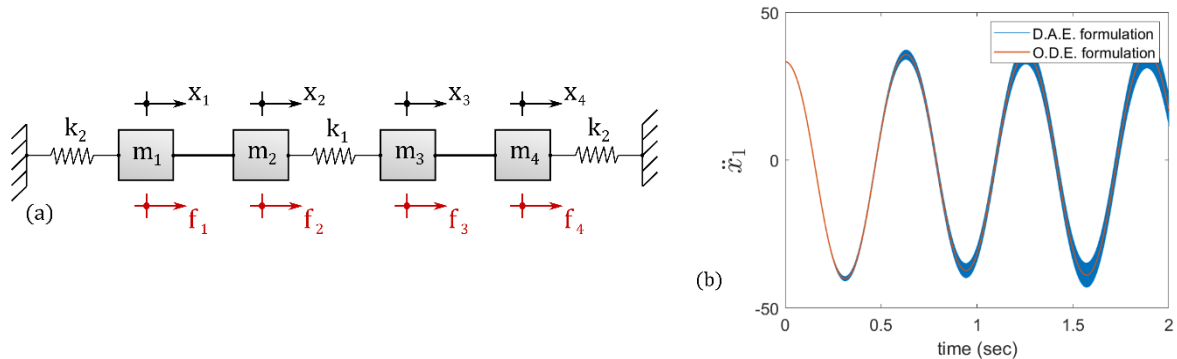 x₁ x₂ x₃ x₄
k₂ k₁ k₂
m₁ m₂ m₃ m₄
f₁ f₂ f₃ f₄
(a)
50
0
-50
ẍ₁
D.A.E. formulation
O.D.E. formulation
0 0.5 1 1.5 2
time (sec)
(b)